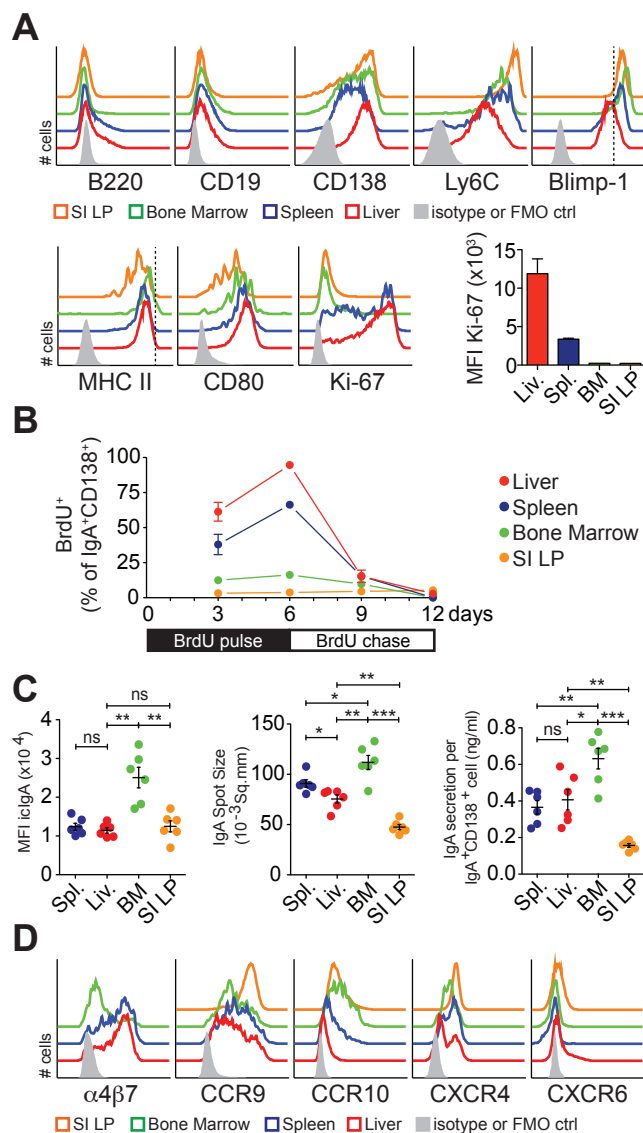 A
# cells
B220 CD19 CD138 Ly6C Blimp-1
SI LP Bone Marrow Spleen Liver isotype or FMO ctrl
# cells
MHC II CD80 Ki-67
MFI Ki-67 (x10³)
15
10
5
0
Liv. Spl. BM SI LP
B
BrdU⁺
(% of IgA⁺CD138⁺)
100
75
50
25
0
0 3 6 9 12 days
BrdU pulse BrdU chase
Liver
Spleen
Bone Marrow
SI LP
C
MFI icIgA (x10⁻⁴)
4
3
2
1
0
ns
** **
ns
Spl. Liv. BM SI LP
IgA Spot Size
(10⁻³Sq.mm)
150
100
50
0
**
*
** ***
*
Spl. Liv. BM SI LP
IgA secretion per
IgA⁺CD138⁺ cell (ng/ml)
0.8
0.6
0.4
0.2
0.0
**
**
* ***
ns
Spl. Liv. BM SI LP
D
# cells
α4β7 CCR9 CCR10 CXCR4 CXCR6
SI LP Bone Marrow Spleen Liver isotype or FMO ctrl